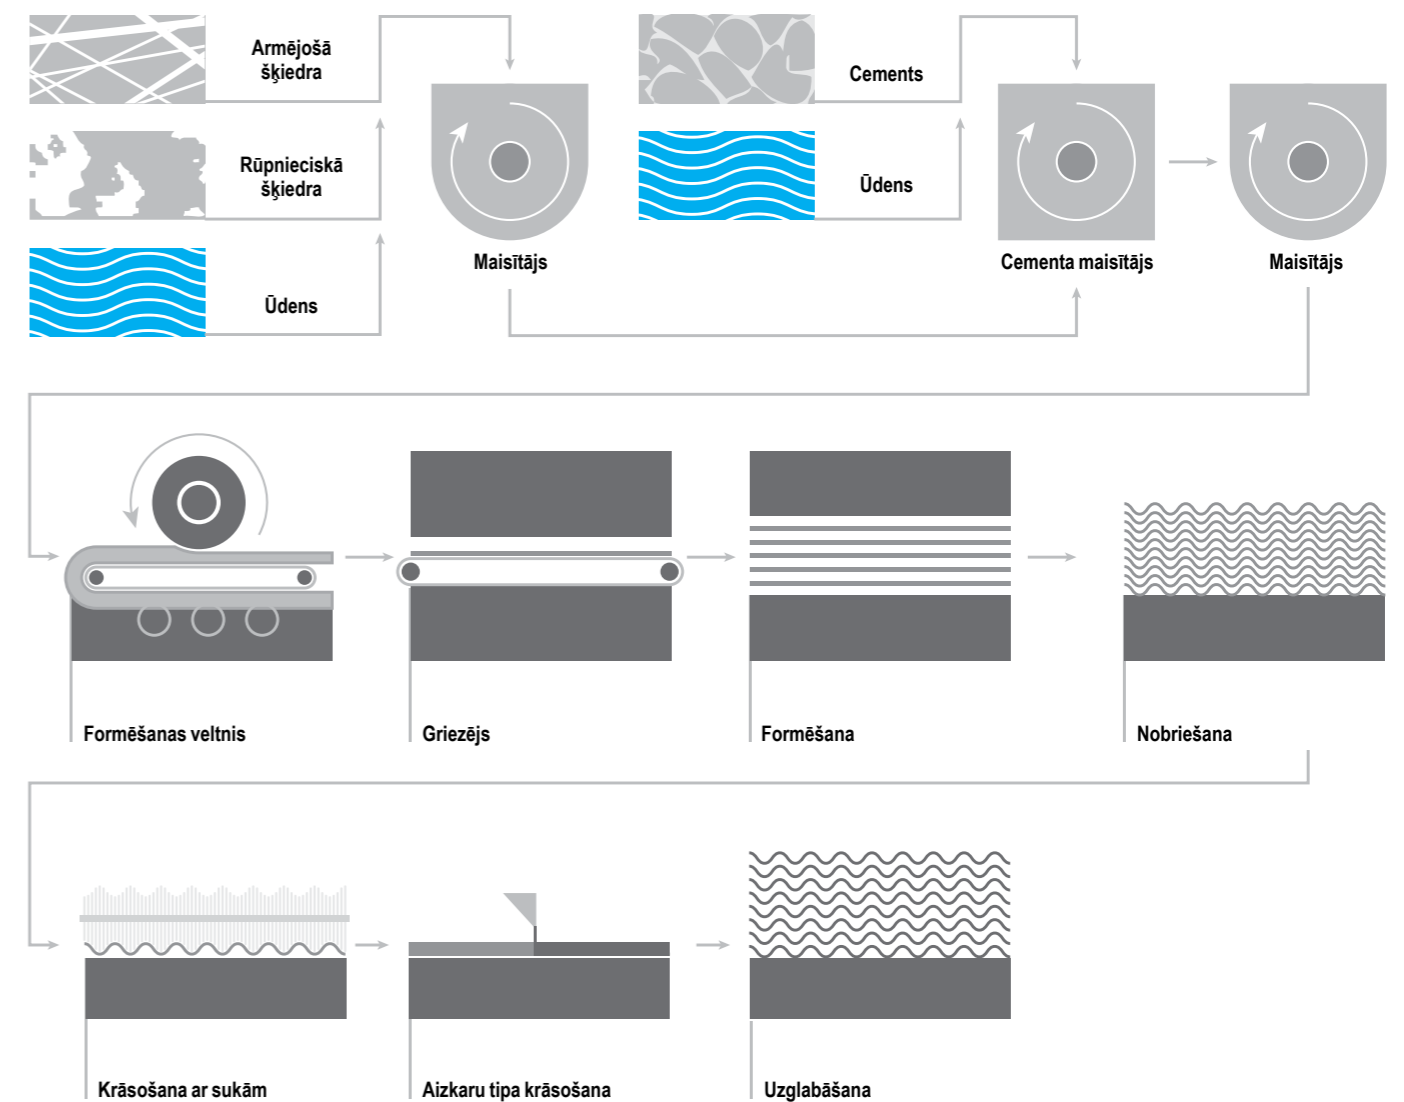 Armējošā
šķiedra
Cements
Rūpnieciskā
šķiedra
Ūdens
Ūdens
Maisītājs
Cementa maisītājs
Maisītājs
Formēšanas veltnis
Griezējs
Formēšana
Nobriešana
Krāsošana ar sukām
Aizkaru tipa krāsošana
Uzglabāšana